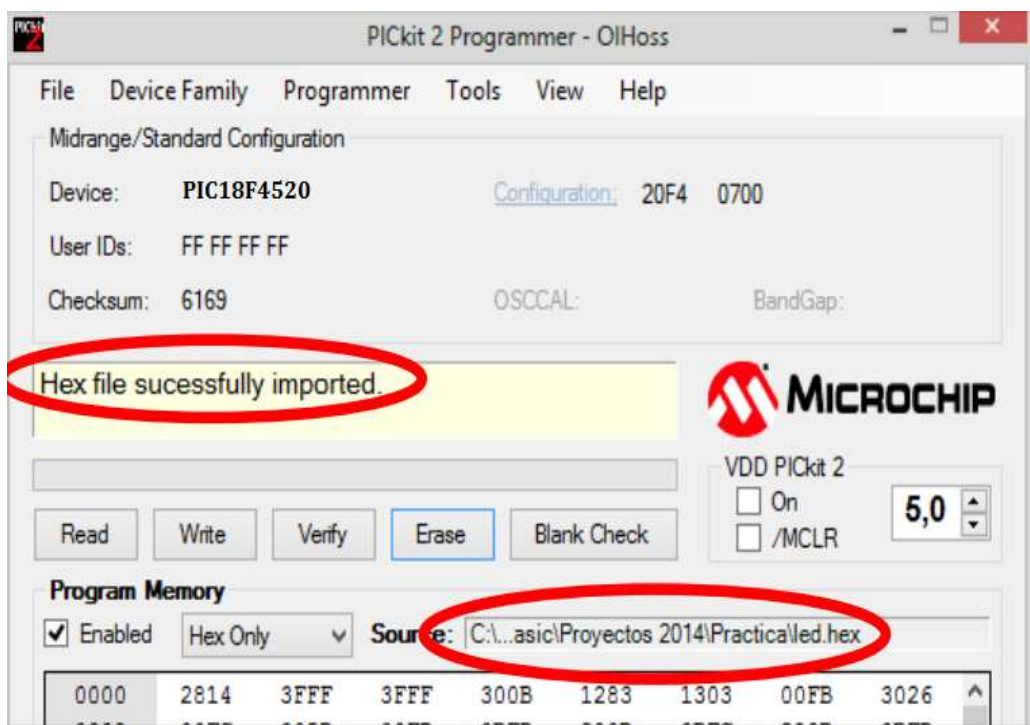 PICkit 2 Programmer - OlHoss
File Device Family Programmer Tools View Help
Midrange/Standard Configuration
Device: PIC18F4520 Configuration: 20F4 0700
User IDs: FF FF FF FF
Checksum: 6169 OSCCAL: BandGap:
Hex file sucessfully imported.
MICROCHIP
VDD PICkit 2
On
/MCLR
5,0
Read Write Verify Erase Blank Check
Program Memory
Enabled Hex Only Source: C:\...asic\Proyectos 2014\Practica\led.hex
0000 2814 3FFF 3FFF 300B 1283 1303 00FB 3026